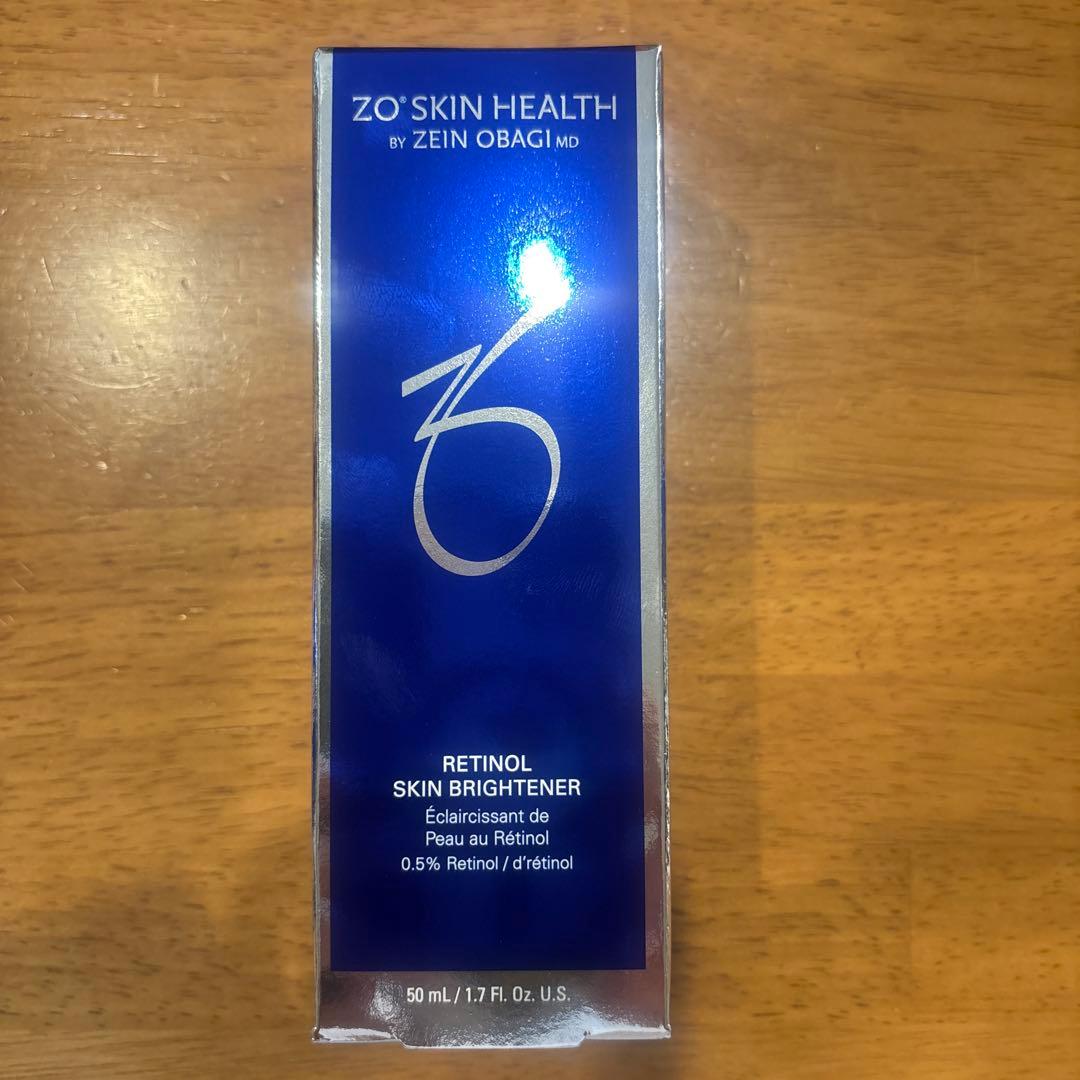 ZO® SKIN HEALTH
BY ZEIN OBAGI MD
RETINOL
SKIN BRIGHTENER
Éclaircissant de
Peau au Rétinol
0.5% Retinol / d'rétinol
50 mL / 1.7 Fl. Oz. U.S.